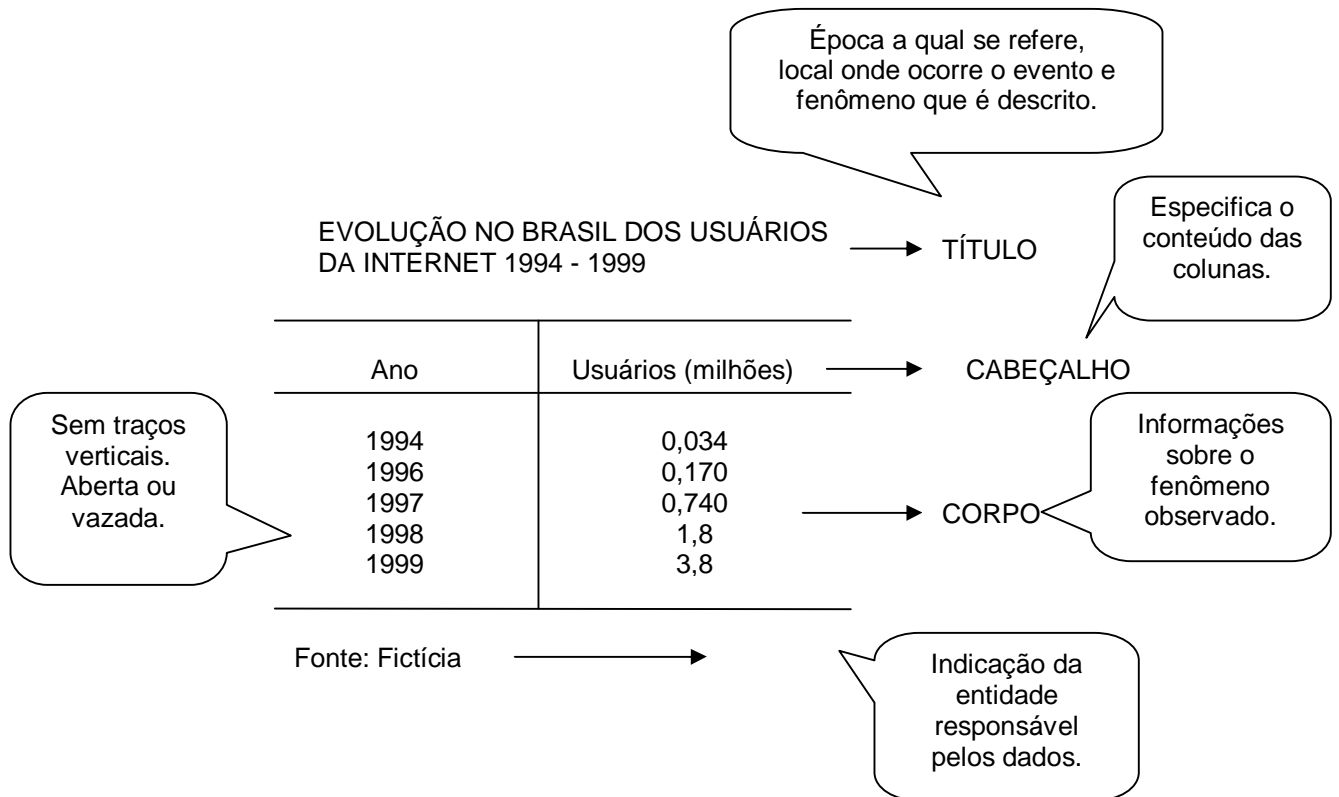 Época a qual se refere,
local onde ocorre o evento e
fenômeno que é descrito.
EVOLUÇÃO NO BRASIL DOS USUÁRIOS
DA INTERNET 1994 - 1999
TÍTULO
Especifica o
conteúdo das
colunas.
Ano Usuários (milhões)
CABEÇALHO
Sem traços
verticais.
Aberta ou
vazada.
1994 0,034
1996 0,170
1997 0,740
1998 1,8
1999 3,8
CORPO
Informações
sobre o
fenômeno
observado.
Fonte: Fictícia
Indicação da
entidade
responsável
pelos dados.